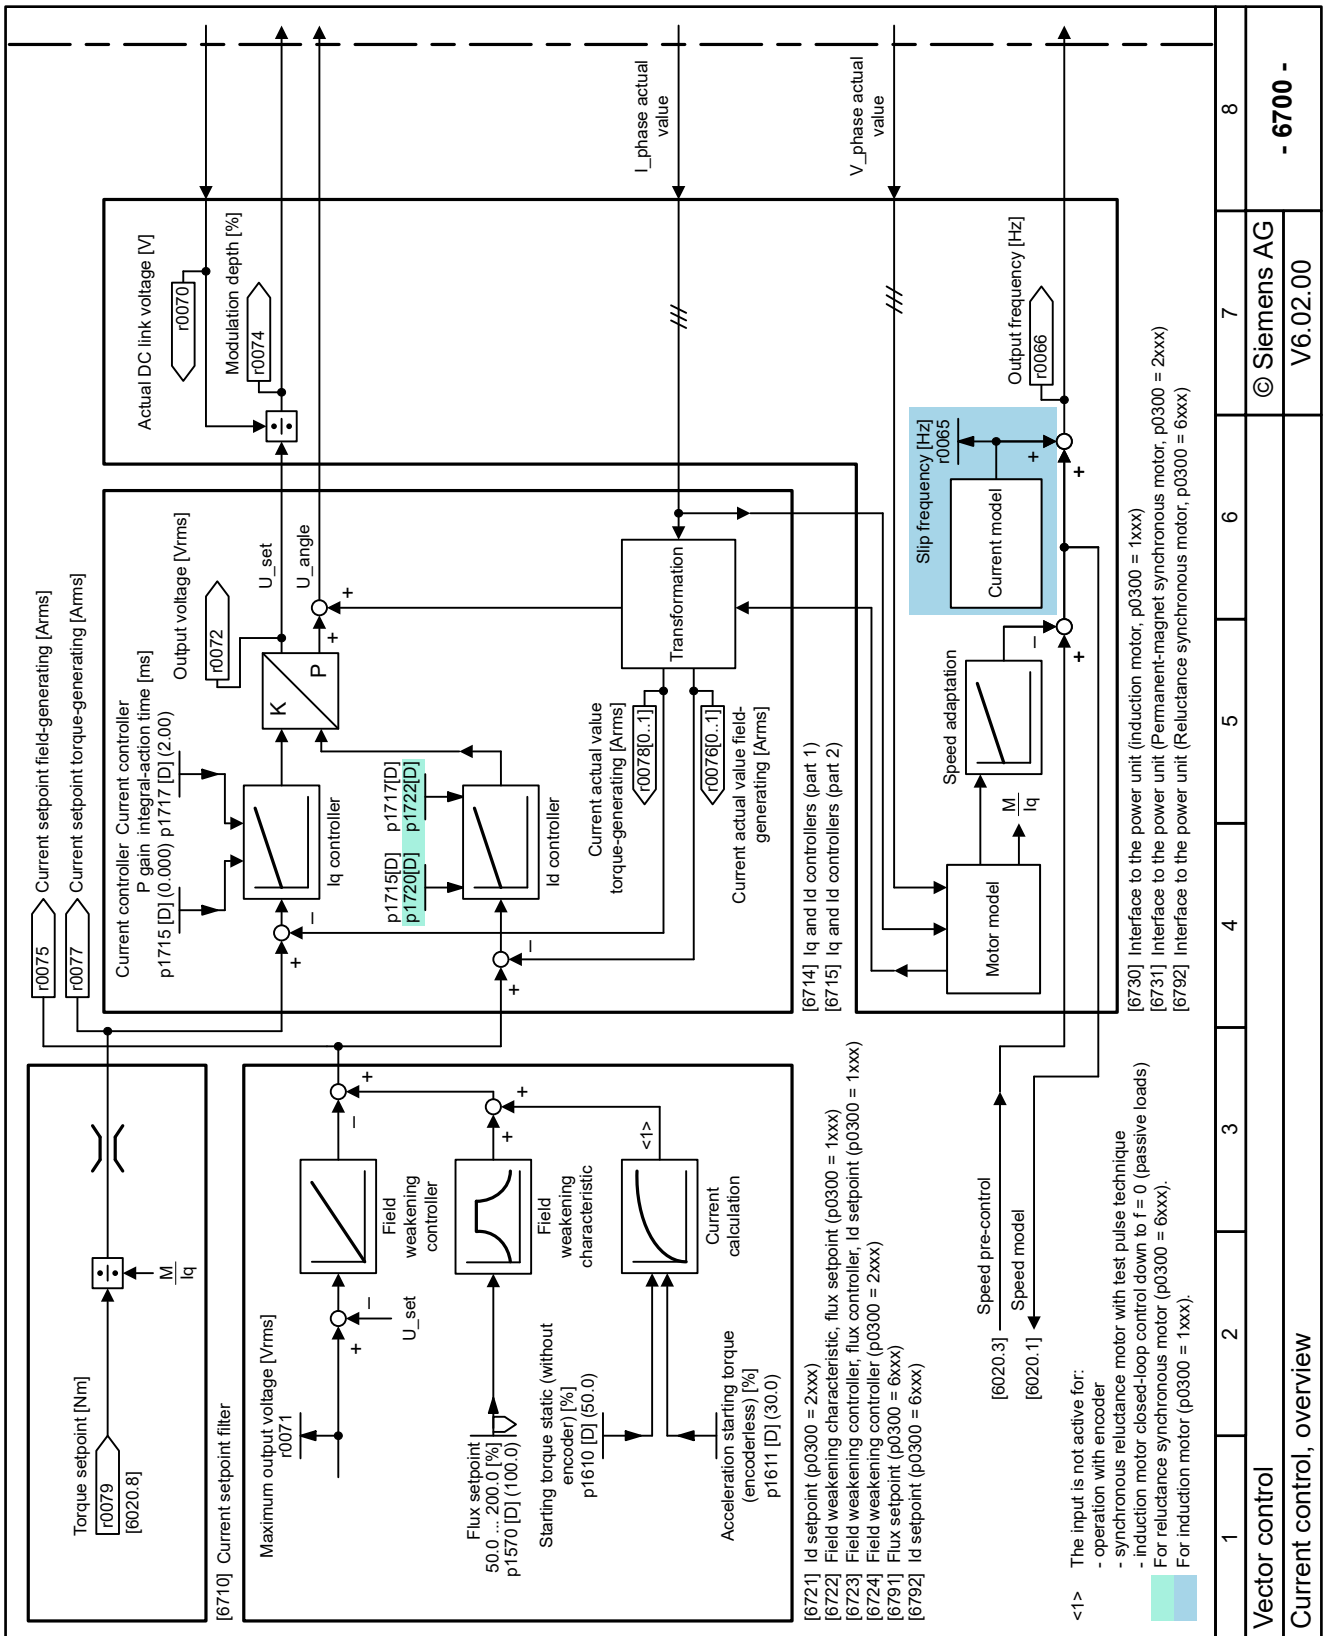 Torque setpoint [Nm]
r0079
[6020.8]
M
Iq
[6710] Current setpoint filter
r0075
Current setpoint field-generating [Arms]
r0077
Current setpoint torque-generating [Arms]
Maximum output voltage [Vrms]
r0071
+
–
U_set
Field
weakening
controller
–
+
Flux setpoint
50.0 ... 200.0 [%]
p1570 [D] (100.0)
Field
weakening
characteristic
+
+
Starting torque static (without
encoder) [%]
p1610 [D] (50.0)
Acceleration starting torque
(encoderless) [%]
p1611 [D] (30.0)
Current
calculation
<1>
[6721] Id setpoint (p0300 = 2xxx)
[6722] Field weakening characteristic, flux setpoint (p0300 = 1xxx)
[6723] Field weakening controller, flux controller, Id setpoint (p0300 = 1xxx)
[6724] Field weakening controller (p0300 = 2xxx)
[6791] Flux setpoint (p0300 = 6xxx)
[6792] Id setpoint (p0300 = 6xxx)
Current controller
P gain
p1715 [D] (0.000)
Current controller
integral-action time [ms]
p1717 [D] (2.00)
+
–
Iq controller
p1715[D]
p1720[D]
p1717[D]
p1722[D]
+
–
Id controller
Output voltage [Vrms]
r0072
K
P
U_set
U_angle
+
+
Current actual value
torque-generating [Arms]
r0078[0..1]
r0076[0..1]
Current actual value field-
generating [Arms]
Transformation
[6714] Iq and Id controllers (part 1)
[6715] Iq and Id controllers (part 2)
Actual DC link voltage [V]
r0070
Modulation depth [%]
r0074
I_phase actual
value
V_phase actual
value
Motor model
M
Iq
Speed adaptation
–
+
Slip frequency [Hz]
r0065
Current model
+
+
Output frequency [Hz]
r0066
[6730] Interface to the power unit (induction motor, p0300 = 1xxx)
[6731] Interface to the power unit (Permanent-magnet synchronous motor, p0300 = 2xxx)
[6792] Interface to the power unit (Reluctance synchronous motor, p0300 = 6xxx)
[6020.3]
Speed pre-control
[6020.1]
Speed model
<1> The input is not active for:
- operation with encoder
- synchronous reluctance motor with test pulse technique
- induction motor closed-loop control down to f = 0 (passive loads)
For reluctance synchronous motor (p0300 = 6xxx).
For induction motor (p0300 = 1xxx).
1 2 3 4 5 6 7 8
Vector control
© Siemens AG
- 6700 -
Current control, overview
V6.02.00